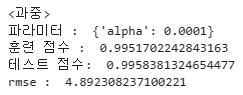 <과중>
파라미터 :  {'alpha': 0.0001}
훈련 점수 :  0.9951702242843163
테스트 점수:  0.9958381324654477
rmse :  4.892308237100221